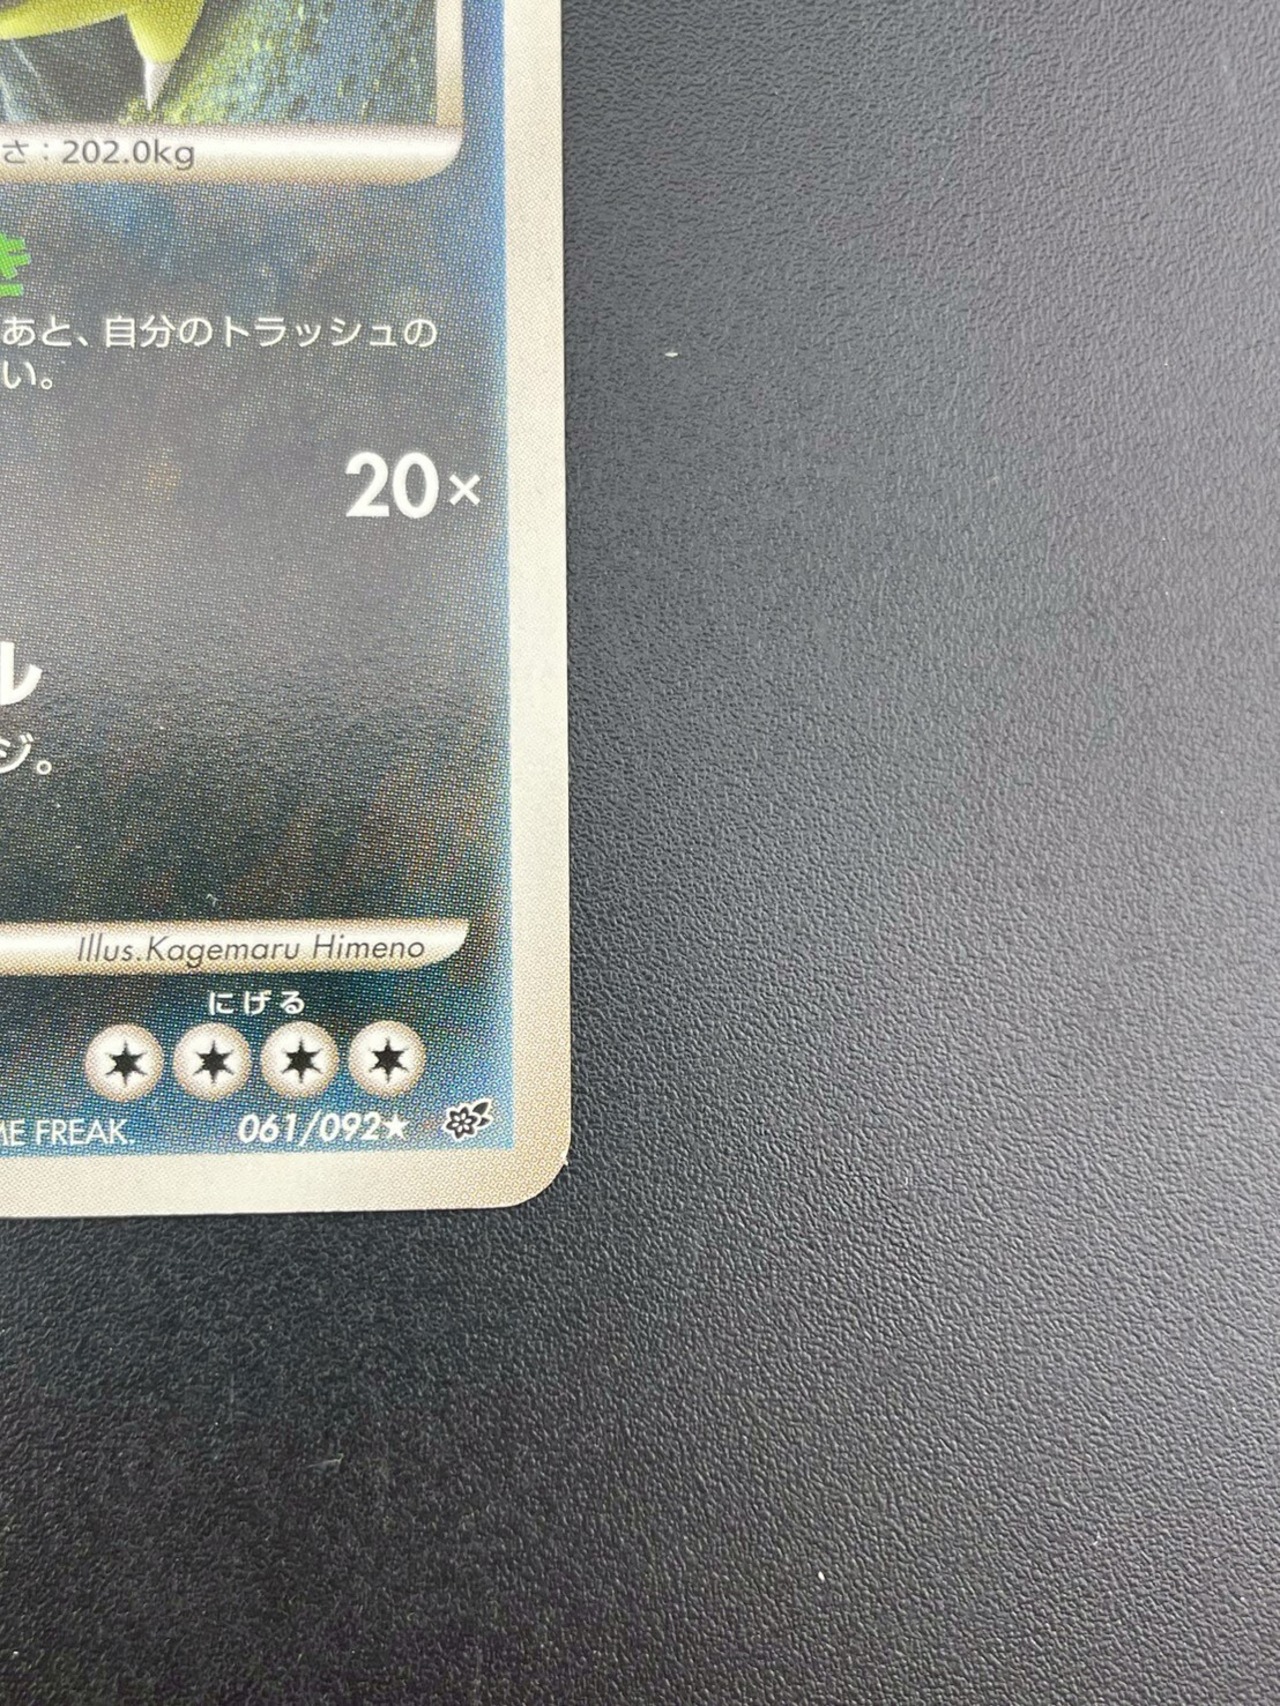 さ：202.0kg
キ
あと、自分のトラッシュの
い。
20×
ル
ジ。
Illus.Kagemaru Himeno
にげる
ME FREAK.
061/092★